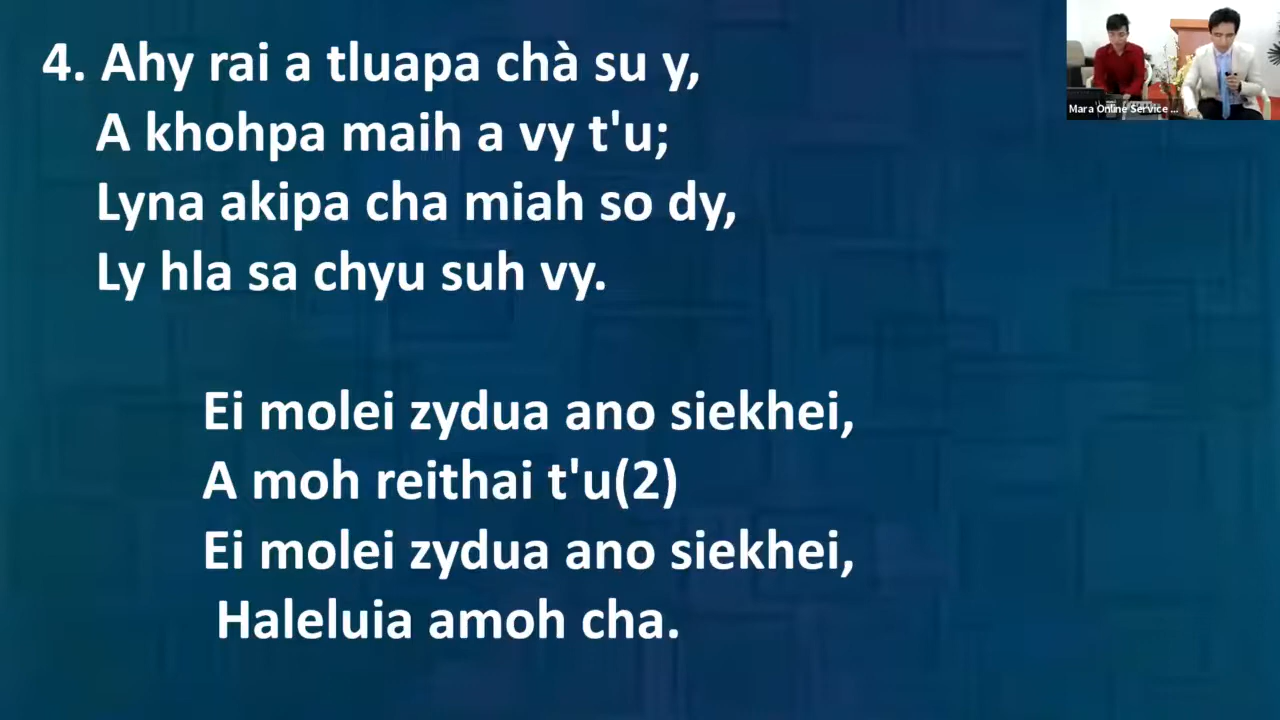 4. Ahy rai a tluapa chà su y,
A khohpa maih a vy t'u;
Lyna akipa cha miah so dy,
Ly hla sa chyu suh vy.
Ei molei zydua ano siekhei,
A moh reithai t'u(2)
Ei molei zydua ano siekhei,
Haleluia amoh cha.
Mara Online Service ...